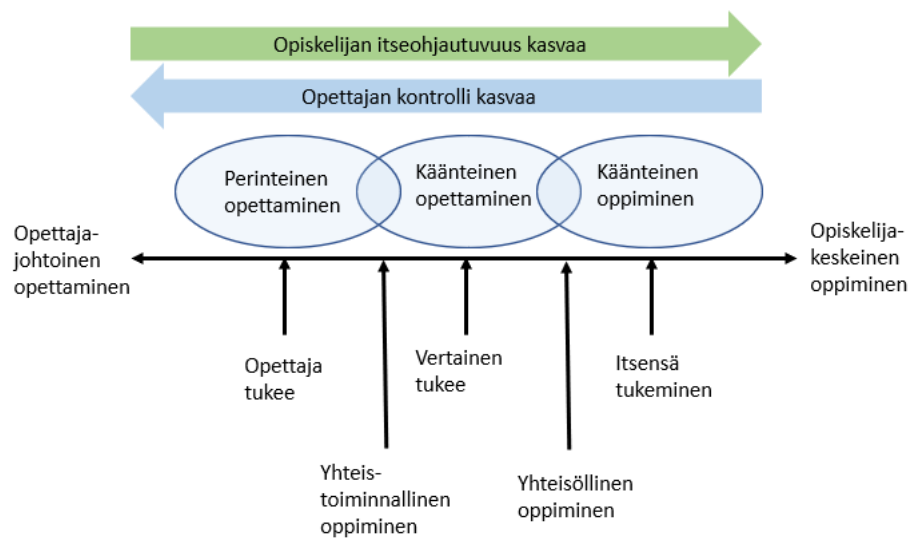 Opiskelijan itseohjautuvuus kasvaa
Opettajan kontrolli kasvaa
Perinteinen
opettaminen
Käänteinen
opettaminen
Käänteinen
oppiminen
Opettaja-
johtoinen
opettaminen
Opiskelija-
keskeinen
oppiminen
Opettaja
tukee
Vertainen
tukee
Itsensä
tukeminen
Yhteis-
toiminnallinen
oppiminen
Yhteisöllinen
oppiminen